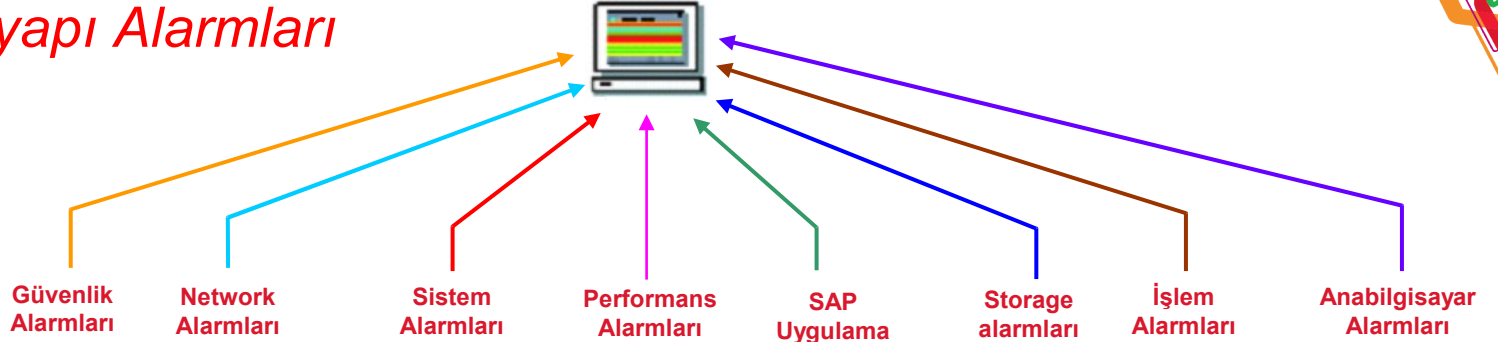 yapı Alarmları
Güvenlik
Alarmları
Network
Alarmları
Sistem
Alarmları
Performans
Alarmları
SAP
Uygulama
Storage
alarmları
İşlem
Alarmları
Anabilgisayar
Alarmları